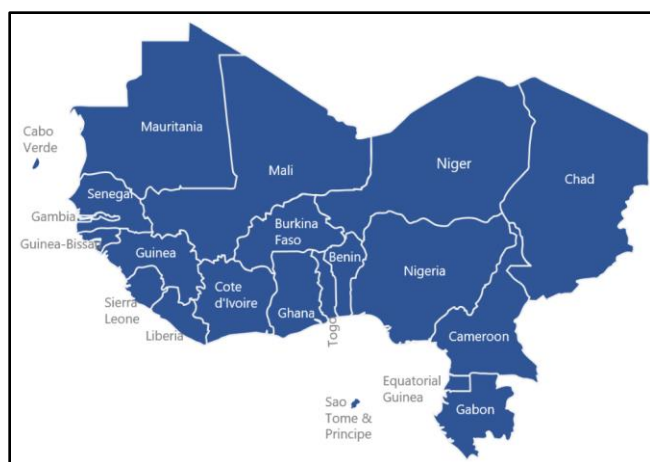 Mauritania
Cabo
Verde
Mali
Niger
Chad
Senegal
Gambia
Burkina
Faso
Guinea-Bissau
Guinea
Benin
Nigeria
Cote
d'Ivoire
Sierra
Leone
Ghana
Togo
Liberia
Cameroon
Equatorial
Guinea
Sao
Tome &
Principe
Gabon